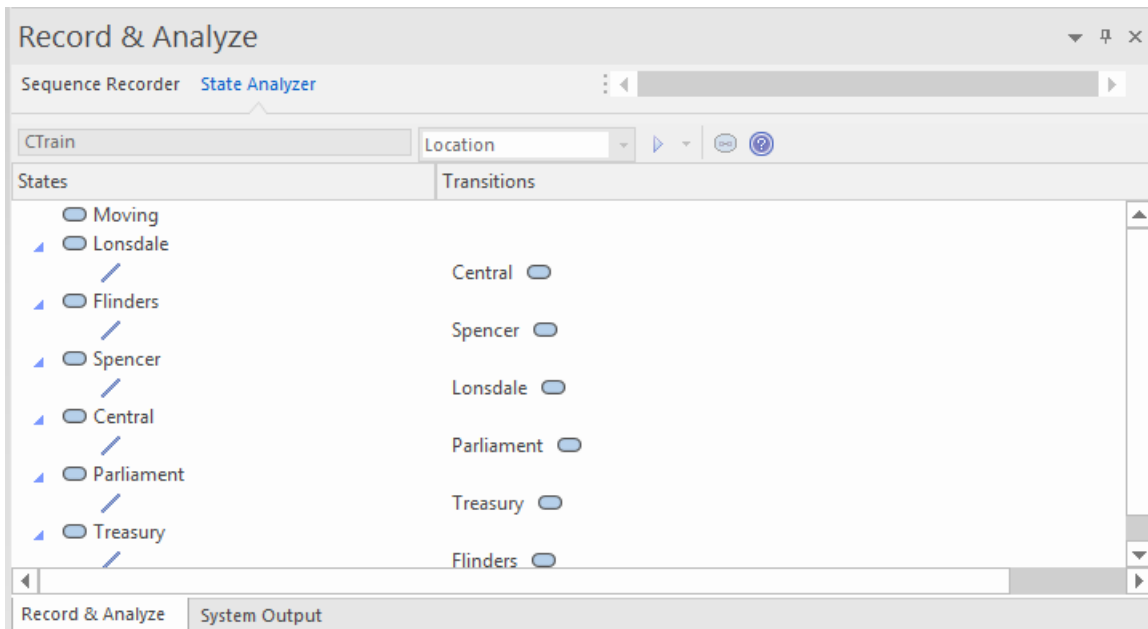 Record & Analyze
Sequence Recorder State Analyzer
CTrain Location
States Transitions
Moving
Lonsdale
Central
Flinders
Spencer
Spencer
Lonsdale
Central
Parliament
Parliament
Treasury
Treasury
Flinders
Record & Analyze System Output